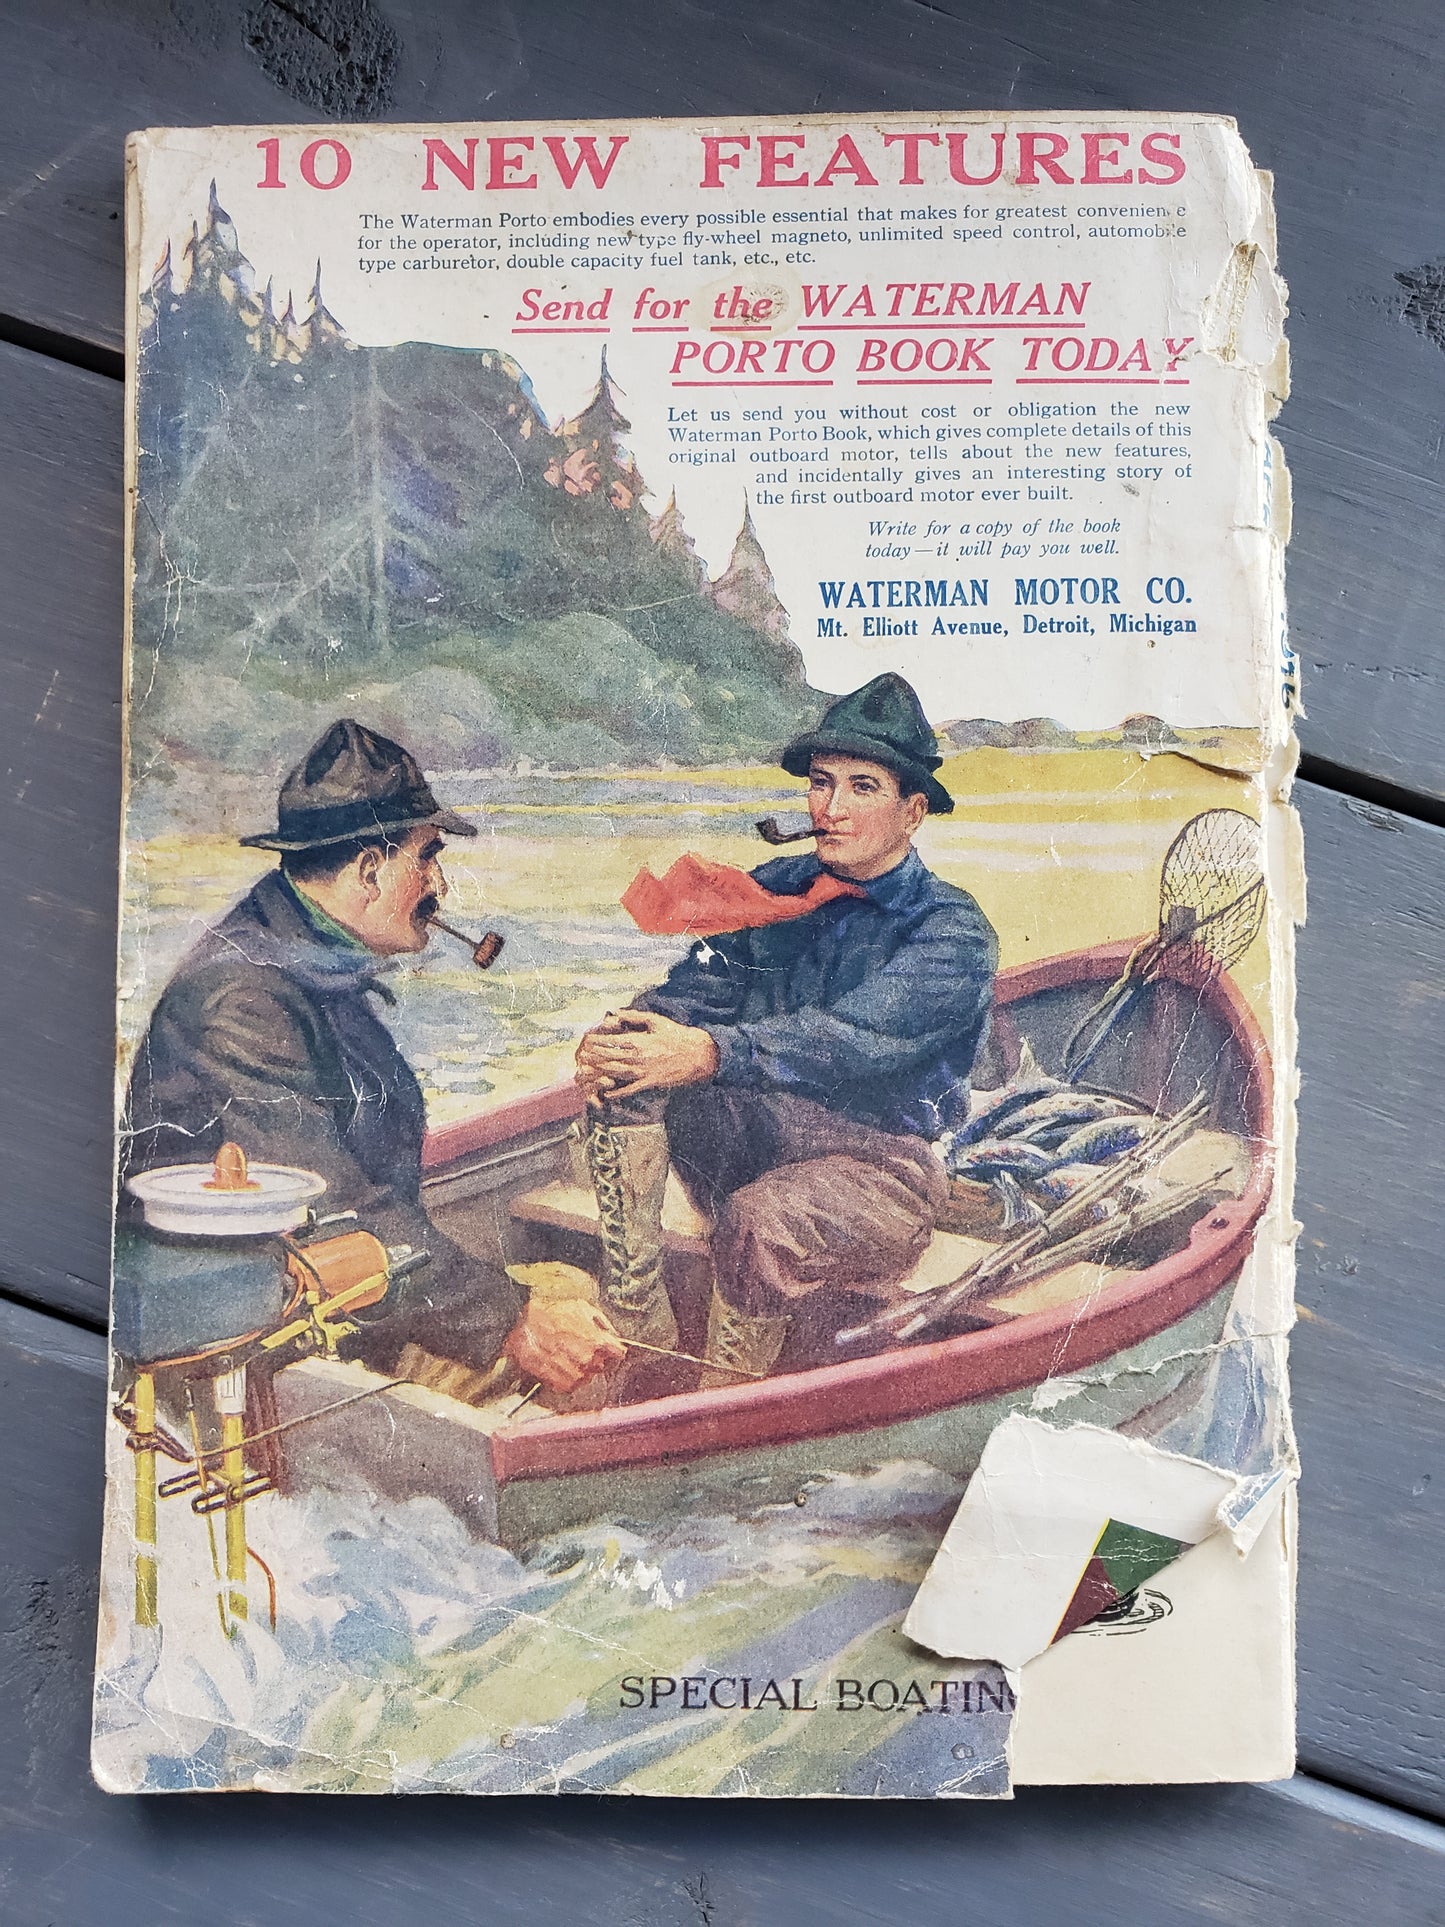 10 NEW FEATURES
The Waterman Porto embodies every possible essential that makes for greatest convenience
for the operator, including new type fly-wheel magneto, unlimited speed control, automobile
type carburetor, double capacity fuel tank, etc., etc.
Send for the WATERMAN
PORTO BOOK TODAY
Let us send you without cost or obligation the new
Waterman Porto Book, which gives complete details of this
original outboard motor, tells about the new features,
and incidentally gives an interesting story of
the first outboard motor ever built.
Write for a copy of the book
today—it will pay you well.
WATERMAN MOTOR CO.
Mt. Elliott Avenue, Detroit, Michigan
SPECIAL BOATIN